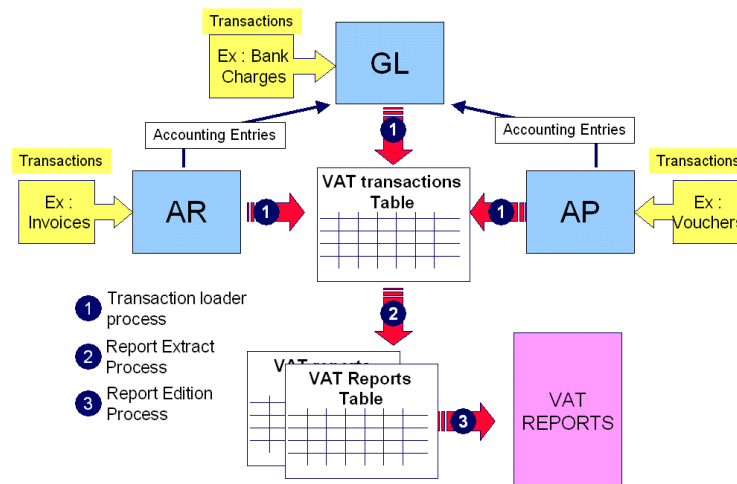 Transactions
Ex : Bank
Charges
GL
Accounting Entries
1
Accounting Entries
Transactions
Ex :
Invoices
AR
1
VAT transactions
Table
1
AP
Transactions
Ex :
Vouchers
1 Transaction loader
process
2 Report Extract
Process
3 Report Edition
Process
2
VAT reports
VAT Reports
Table
3
VAT
REPORTS